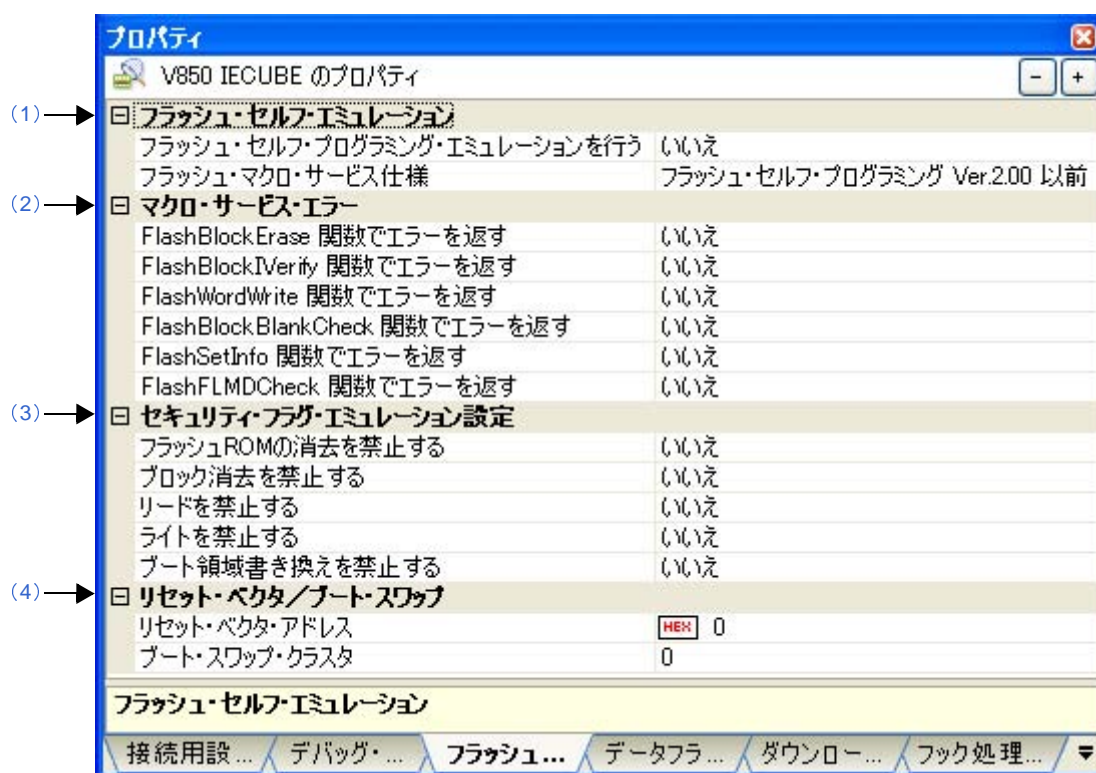 プロパティ
V850 IECUBE のプロパティ
- +
(1) フラッシュ・セルフ・エミュレーション
フラッシュ・セルフ・プログラミング・エミュレーションを行う いいえ
フラッシュ・マクロ・サービス仕様 フラッシュ・セルフ・プログラミング Ver.2.00 以前
(2) マクロ・サービス・エラー
FlashBlockErase 関数でエラーを返す いいえ
FlashBlockIVerify 関数でエラーを返す いいえ
FlashWordWrite 関数でエラーを返す いいえ
FlashBlockBlankCheck 関数でエラーを返す いいえ
FlashSetInfo 関数でエラーを返す いいえ
FlashFLMDCheck 関数でエラーを返す いいえ
(3) セキュリティ・フラグ・エミュレーション設定
フラッシュROMの消去を禁止する いいえ
ブロック消去を禁止する いいえ
リードを禁止する いいえ
ライトを禁止する いいえ
ブート領域書き換えを禁止する いいえ
(4) リセット・ベクタ/ブート・スワップ
リセット・ベクタ・アドレス HEX 0
ブート・スワップ・クラスタ 0
フラッシュ・セルフ・エミュレーション
接続用設... デバッグ・... フラッシュ... データフラ... ダウンロー... フック処理...